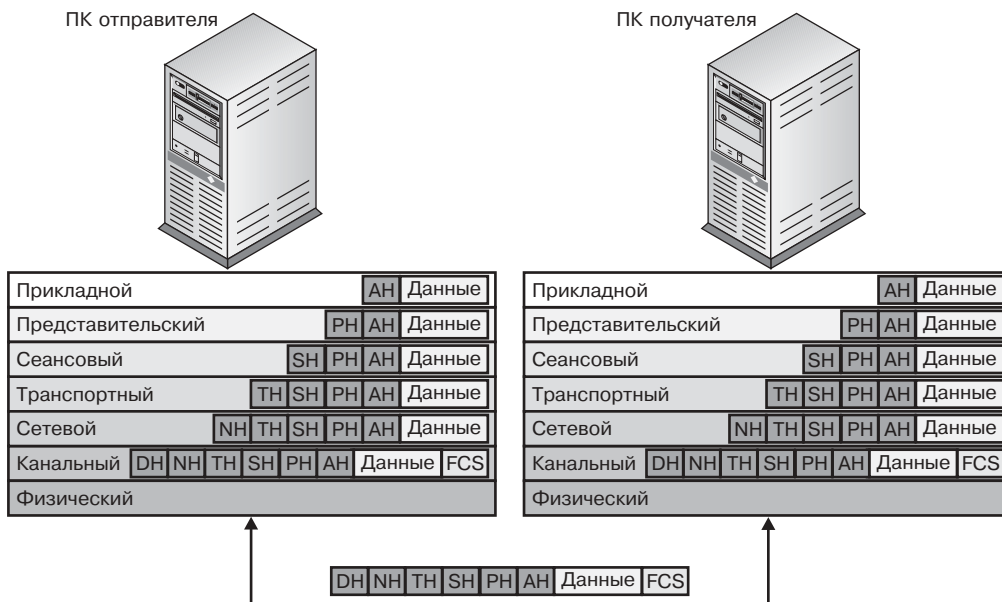 ПК отправителя
ПК получателя
Прикладной AH Данные
Представительский PH AH Данные
Сеансовый SH PH AH Данные
Транспортный TH SH PH AH Данные
Сетевой NH TH SH PH AH Данные
Канальный DH NH TH SH PH AH Данные FCS
Физический
Прикладной AH Данные
Представительский PH AH Данные
Сеансовый SH PH AH Данные
Транспортный TH SH PH AH Данные
Сетевой NH TH SH PH AH Данные
Канальный DH NH TH SH PH AH Данные FCS
Физический
DH NH TH SH PH AH Данные FCS